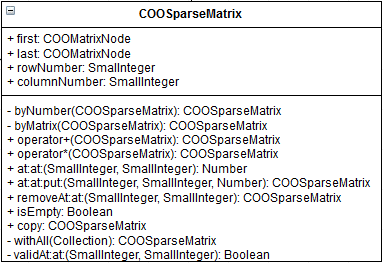 COOSparseMatrix
+ first: COOMatrixNode
+ last: COOMatrixNode
+ rowNumber: SmallInteger
+ columnNumber: SmallInteger
- byNumber(COOSparseMatrix): COOSparseMatrix
- byMatrix(COOSparseMatrix): COOSparseMatrix
+ operator+(COOSparseMatrix): COOSparseMatrix
+ operator*(COOSparseMatrix): COOSparseMatrix
+ at:at:(SmallInteger, SmallInteger): Number
+ at:at:put:(SmallInteger, SmallInteger, Number): COOSparseMatrix
+ removeAt:at:(SmallInteger, SmallInteger): COOSparseMatrix
+ isEmpty: Boolean
+ copy: COOSparseMatrix
- withAll(Collection): COOSparseMatrix
- validAt:at:(SmallInteger, SmallInteger): Boolean